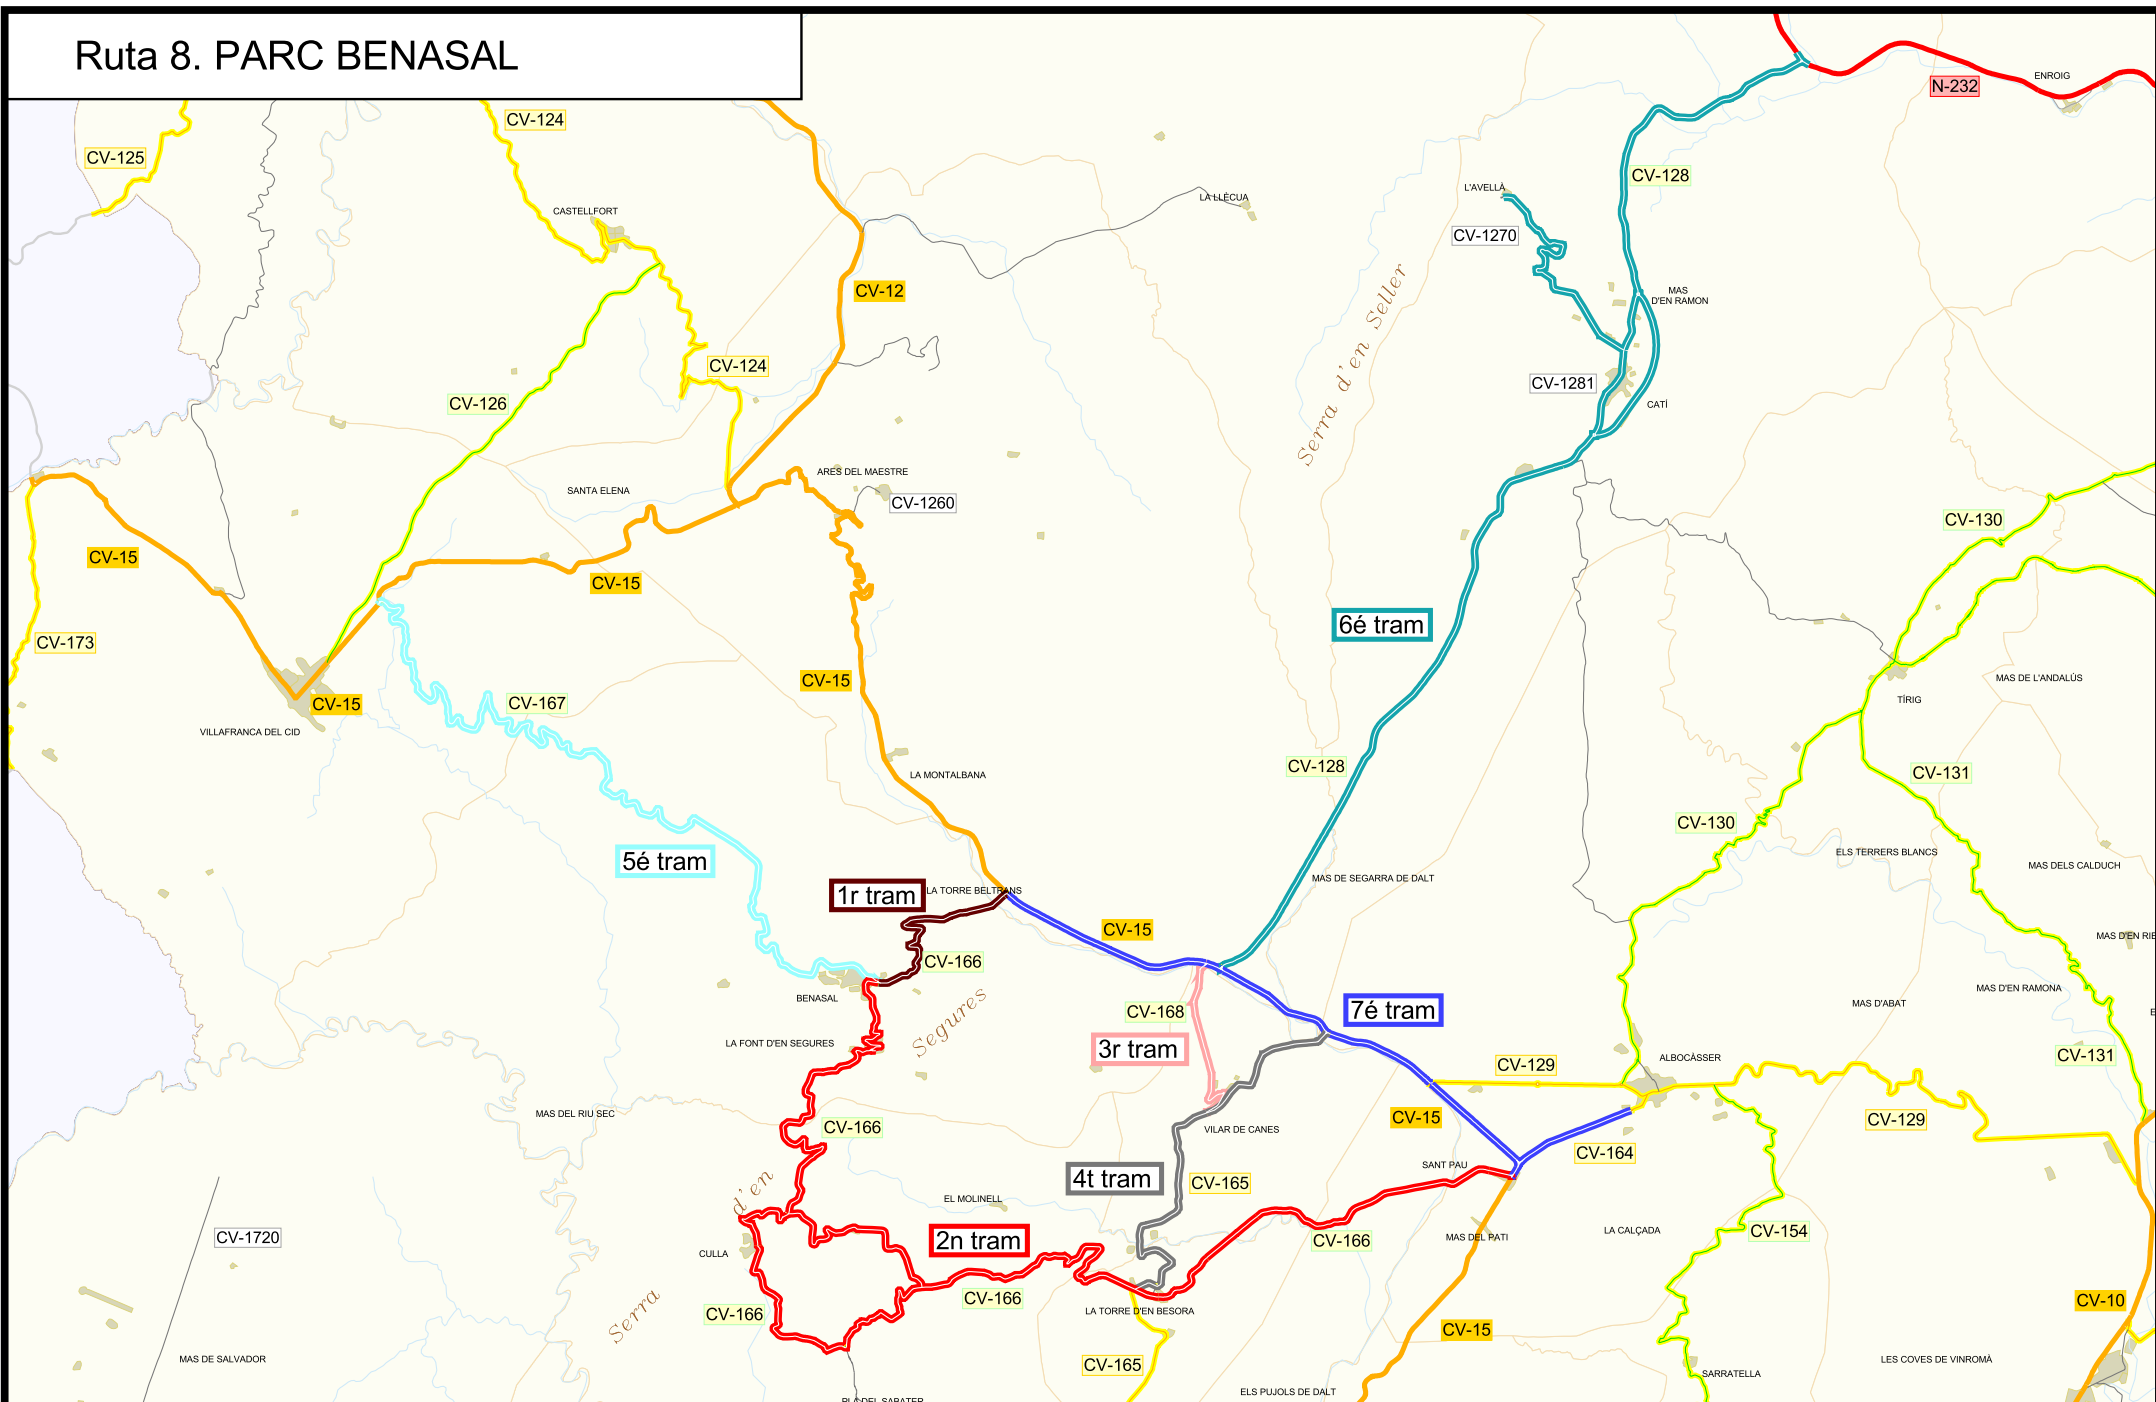 Ruta 8. PARC BENASAL
ENROIG
N-232
CV-124
CV-125
CV-128
L'AVELLÀ
LA LLÈCUA
CASTELLFORT
CV-1270
CV-12
MAS
D'EN RAMON
Serra d'en Seller
CV-124
CV-1281
CV-126
CATÍ
ARES DEL MAESTRE
SANTA ELENA
CV-1260
CV-130
CV-15
CV-15
6é tram
CV-173
CV-15
MAS DE L'ANDALÚS
CV-167
CV-15
TÍRIG
VILLAFRANCA DEL CID
CV-128
CV-131
LA MONTALBANA
CV-130
ELS TERRERS BLANCS
5é tram
MAS DELS CALDUCH
MAS DE SEGARRA DE DALT
1r tram
LA TORRE BELTRANS
CV-15
MAS D'EN RIE
CV-166
MAS D'EN RAMONA
BENASAL
MAS D'ABAT
CV-168
7é tram
E
Segures
LA FONT D'EN SEGURES
3r tram
ALBOCÀSSER
CV-131
CV-129
MAS DEL RIU SEC
CV-15
CV-129
CV-166
VILAR DE CANES
CV-164
SANT PAU
4t tram
CV-165
d'en
EL MOLINELL
CV-1720
LA CALÇADA
CV-154
MAS DEL PATI
2n tram
CV-166
CULLA
CV-166
CV-10
LA TORRE D'EN BESORA
CV-166
Serra
CV-15
MAS DE SALVADOR
LES COVES DE VINROMÀ
CV-165
SARRATELLA
ELS PUJOLS DE DALT
PLA DEL SABATER